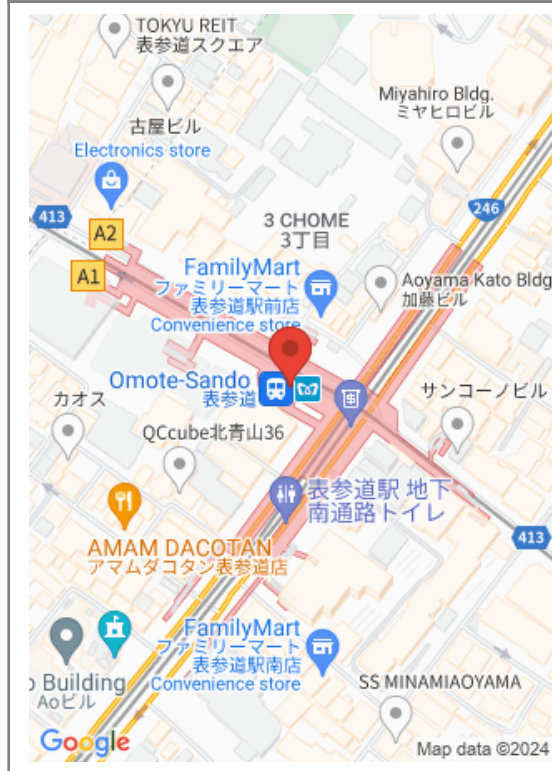 TOKYU REIT
表参道スクエア
Miyahiro Bldg.
ミヤヒロビル
古屋ビル
Electronics store
246
413
A2
3 CHOME
3丁目
A1
FamilyMart
ファミリーマート
表参道駅前店
Convenience store
Aoyama Kato Bldg
加藤ビル
Omote-Sando
表参道
サンコーノビル
カオス
QCcube北青山36
表参道駅 地下
南通路トイレ
413
AMAM DACOTAN
アマムダコタン表参道店
FamilyMart
ファミリーマート
表参道駅南店
Convenience store
o Building
Aoビル
SS MINAMIAOYAMA
Google
Map data ©2024